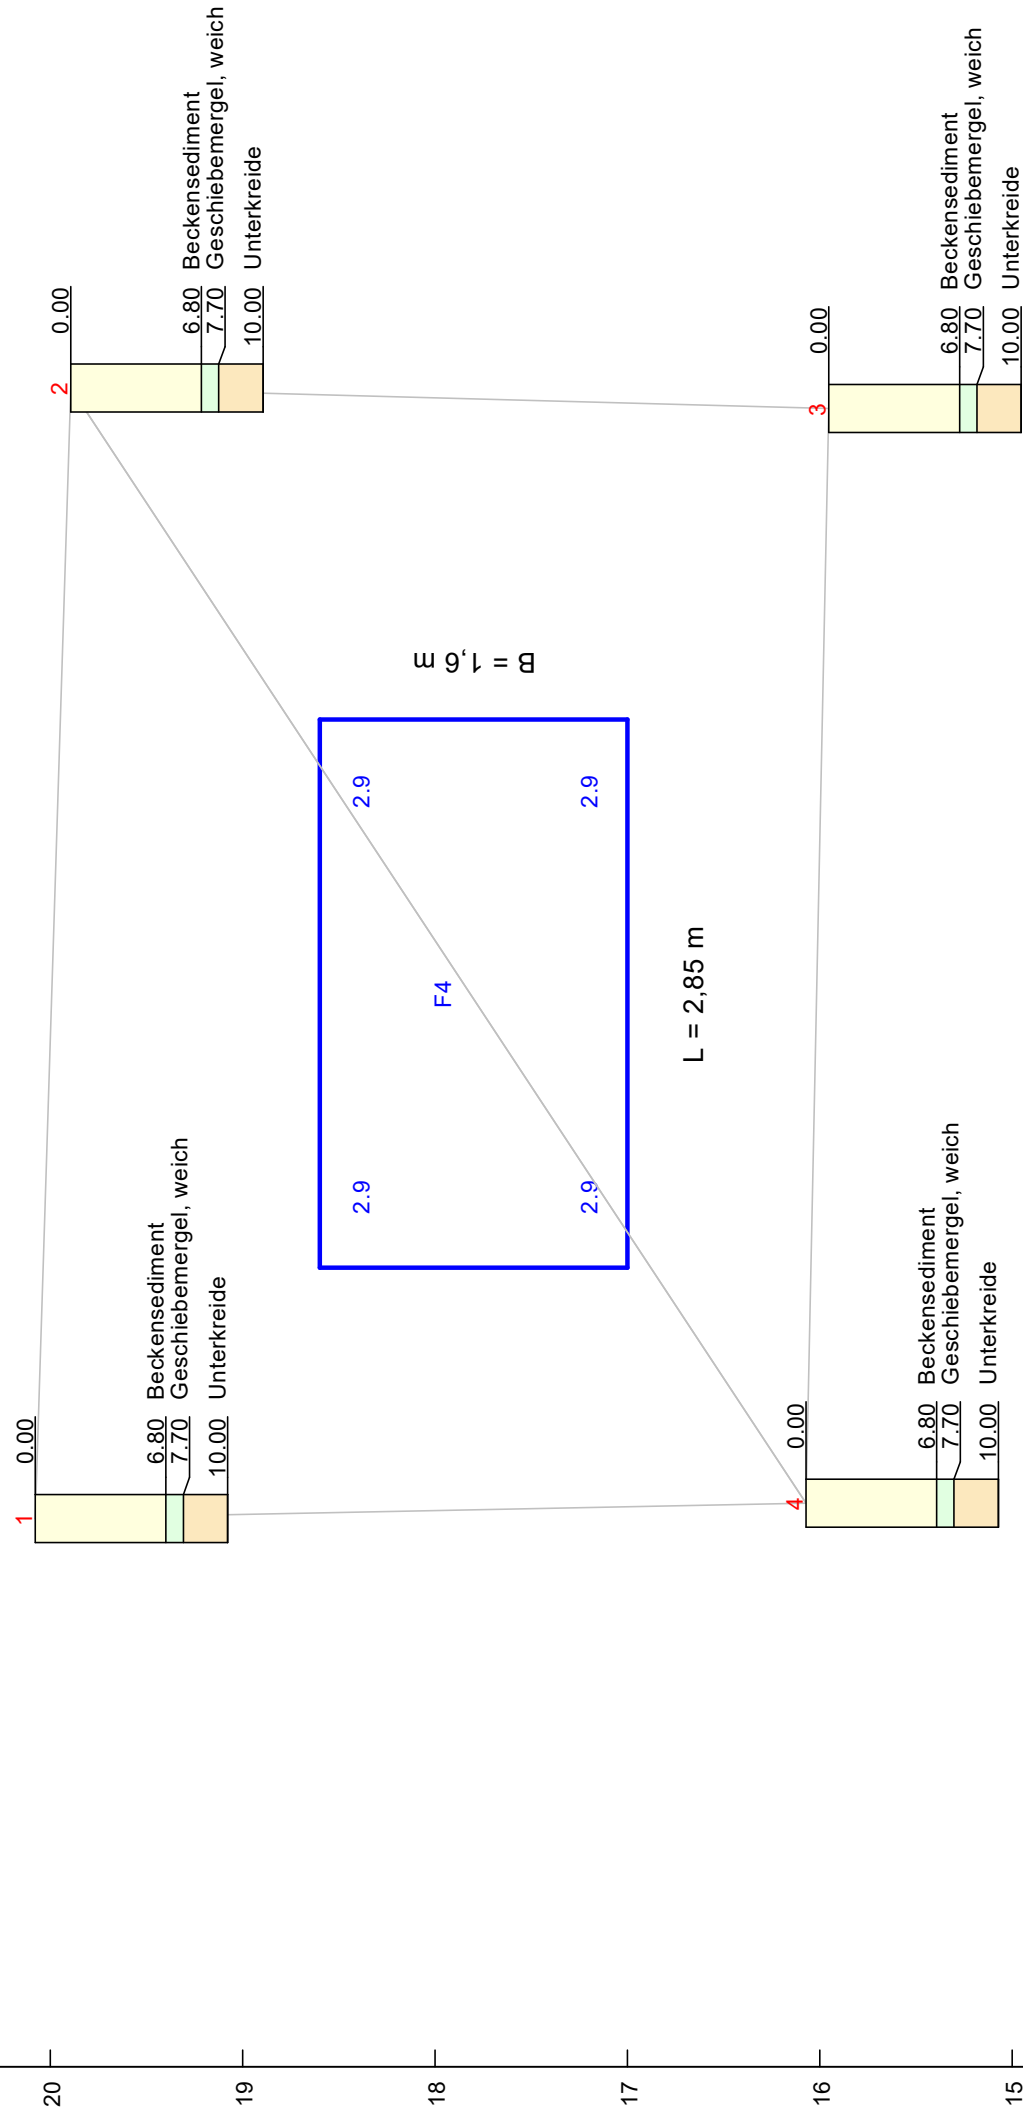 1
0.00
6.80 Beckensediment
7.70 Geschiebemergel, weich
10.00 Unterkreide
2
0.00
6.80 Beckensediment
7.70 Geschiebemergel, weich
10.00 Unterkreide
2.9
2.9
F4
2.9
2.9
B = 1,6 m
L = 2,85 m
4
0.00
6.80 Beckensediment
7.70 Geschiebemergel, weich
10.00 Unterkreide
3
0.00
6.80 Beckensediment
7.70 Geschiebemergel, weich
10.00 Unterkreide
20
19
18
17
16
15